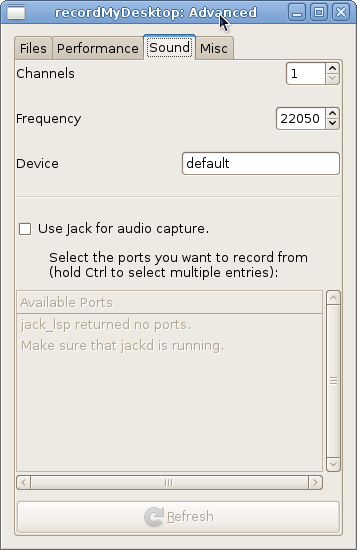 recordMyDesktop: Advanced
Files Performance Sound Misc
Channels 1
Frequency 22050
Device default
Use Jack for audio capture.
Select the ports you want to record from
(hold Ctrl to select multiple entries):
Available Ports
jack_lsp returned no ports.
Make sure that jackd is running.
Refresh